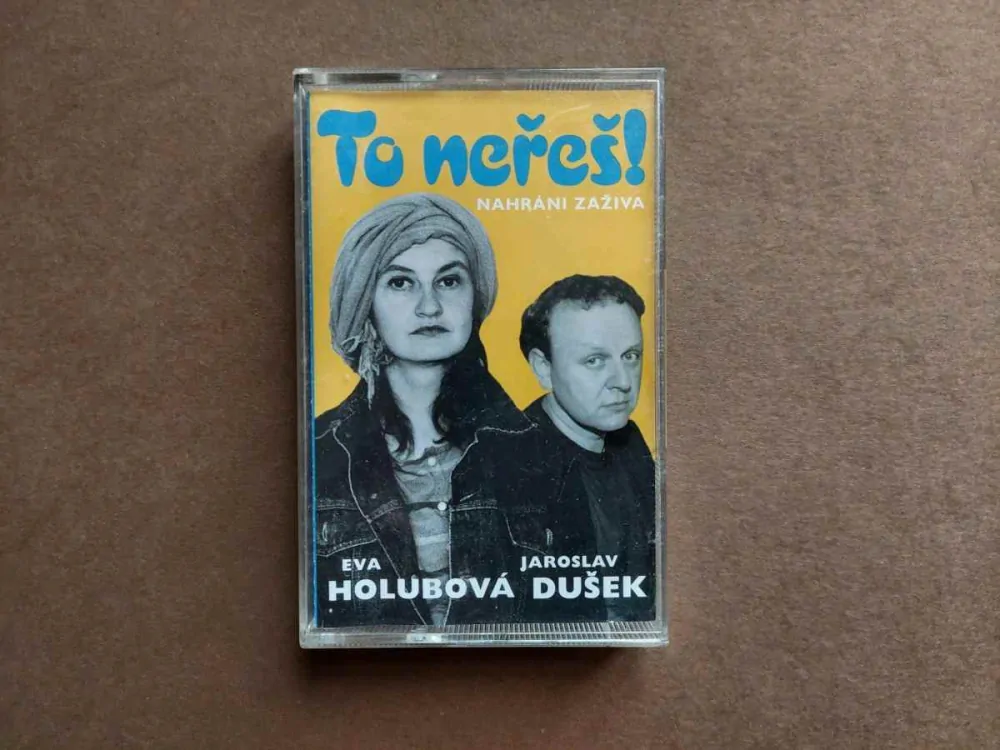 To neřeš!
NAHRÁNI ZAŽIVA
EVA JAROSLAV
HOLUBOVÁ DUŠEK